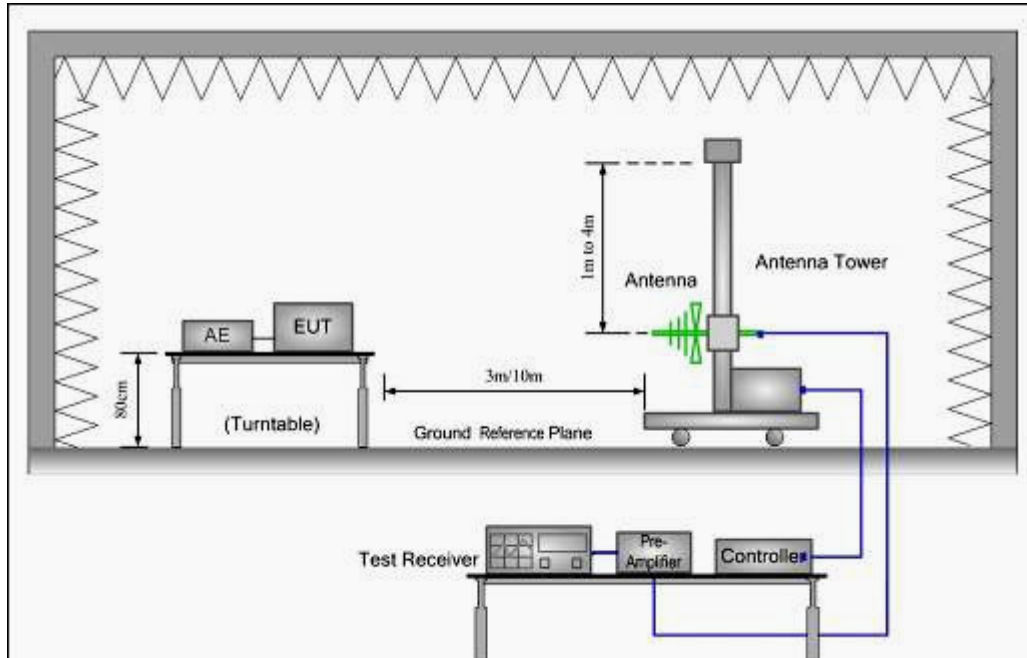 1m to 4m
Antenna Tower
Antenna
AE
EUT
80cm
3m/10m
(Turntable)
Ground Reference Plane
Test Receiver
Pre-
Amplifier
Controller